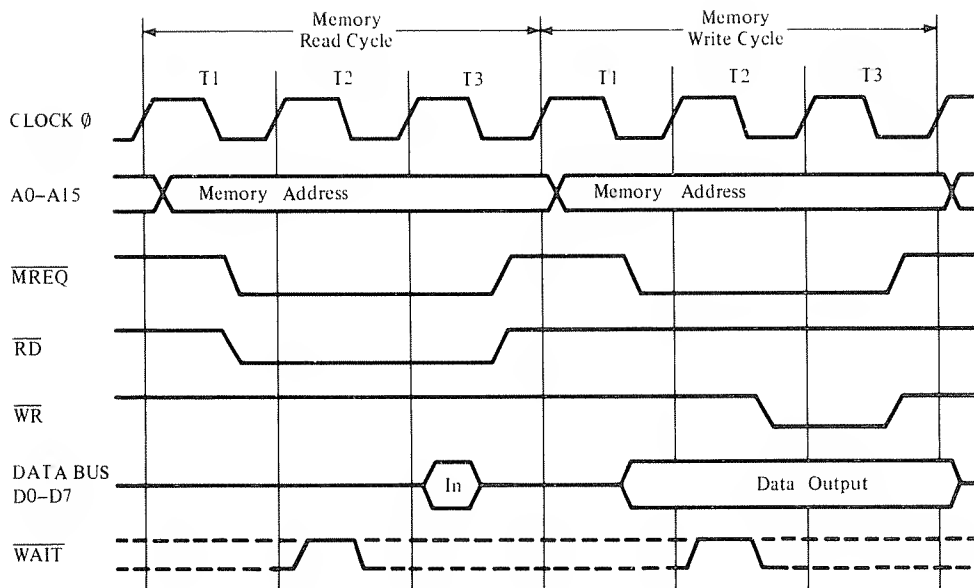 Memory
Read Cycle
Memory
Write Cycle
T1
T2
T3
T1
T2
T3
CLOCK Ø
A0–A15
Memory Address
Memory Address
MREQ
RD
WR
DATA BUS
D0–D7
In
Data Output
WAIT